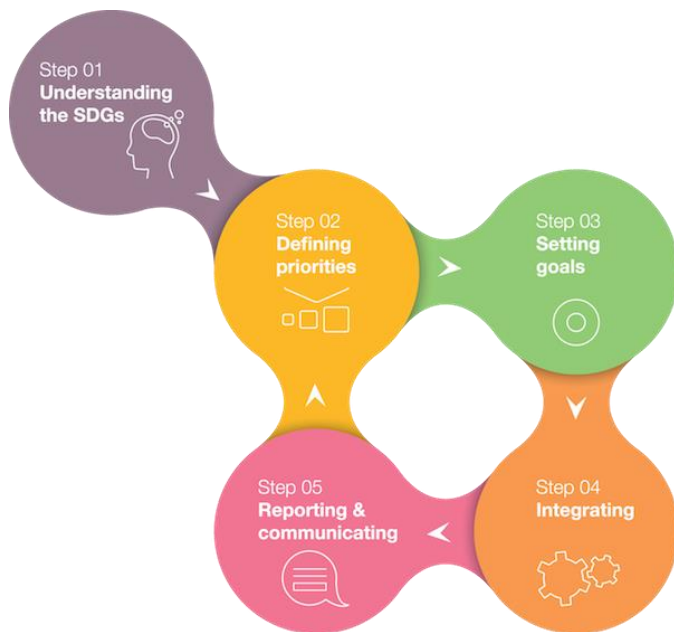 Step 01
Understanding
the SDGs
Step 02
Defining
priorities
Step 03
Setting
goals
Step 04
Integrating
Step 05
Reporting &
communicating